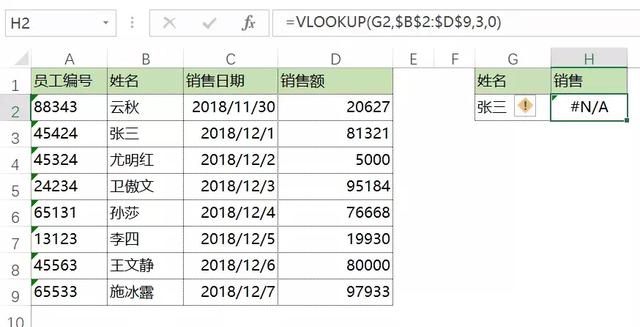 H2 fx =VLOOKUP(G2,$B$2:$D$9,3,0)
A B C D E F G H
1 员工编号 姓名 销售日期 销售额 姓名 销售
2 88343 云秋 2018/11/30 20627 张三 ! #N/A
3 45424 张三 2018/12/1 81321
4 45324 尤明红 2018/12/2 5000
5 24234 卫傲文 2018/12/3 95184
6 65131 孙莎 2018/12/4 76668
7 13123 李四 2018/12/5 19930
8 45563 王文静 2018/12/6 80000
9 65533 施冰露 2018/12/7 97933
10